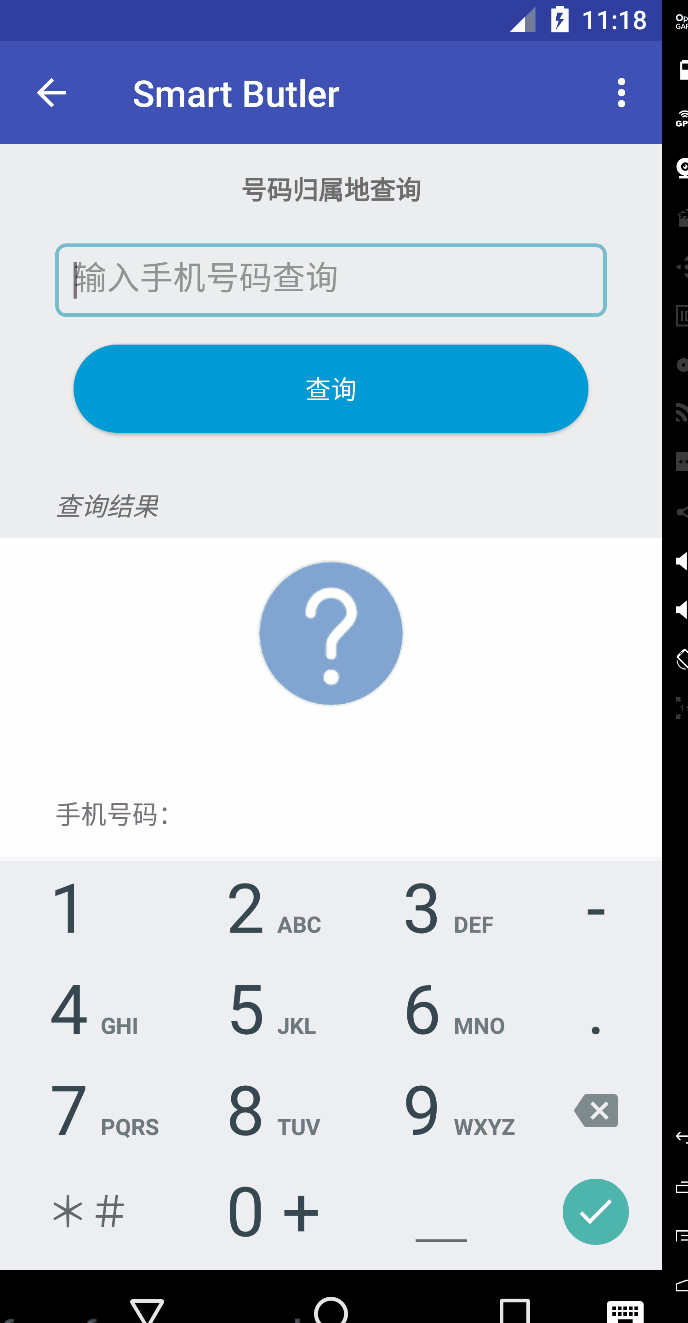 11:18
Smart Butler
号码归属地查询
输入手机号码查询
查询
查询结果
手机号码：
1 2 ABC 3 DEF -
4 GHI 5 JKL 6 MNO .
7 PQRS 8 TUV 9 WXYZ
* # 0 + _